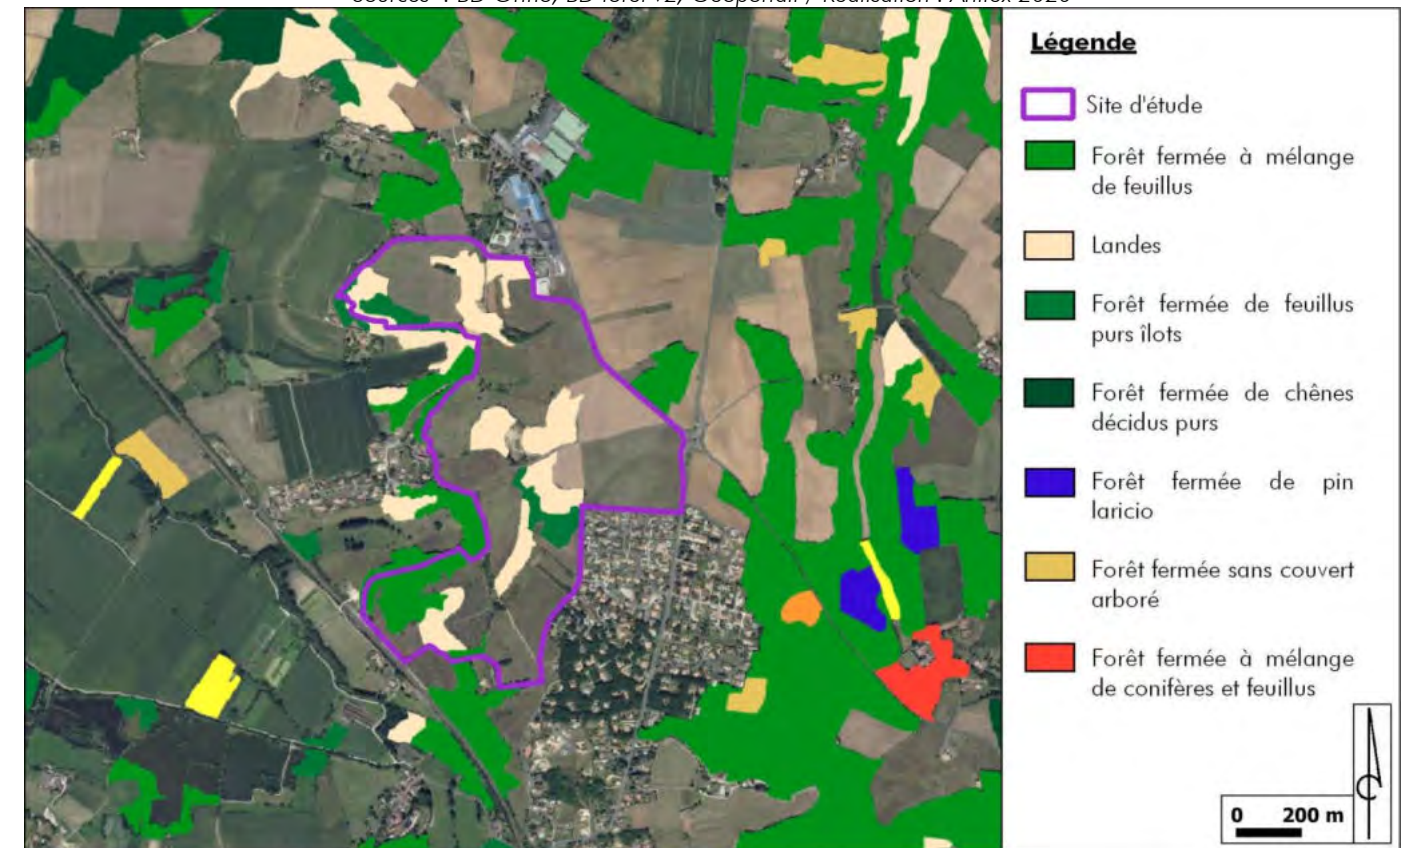 Légende
Site d'étude
Forêt fermée à mélange
de feuillus
Landes
Forêt fermée de feuillus
purs îlots
Forêt fermée de chênes
décidus purs
Forêt fermée de pin
laricio
Forêt fermée sans couvert
arboré
Forêt fermée à mélange
de conifères et feuillus
0 200 m